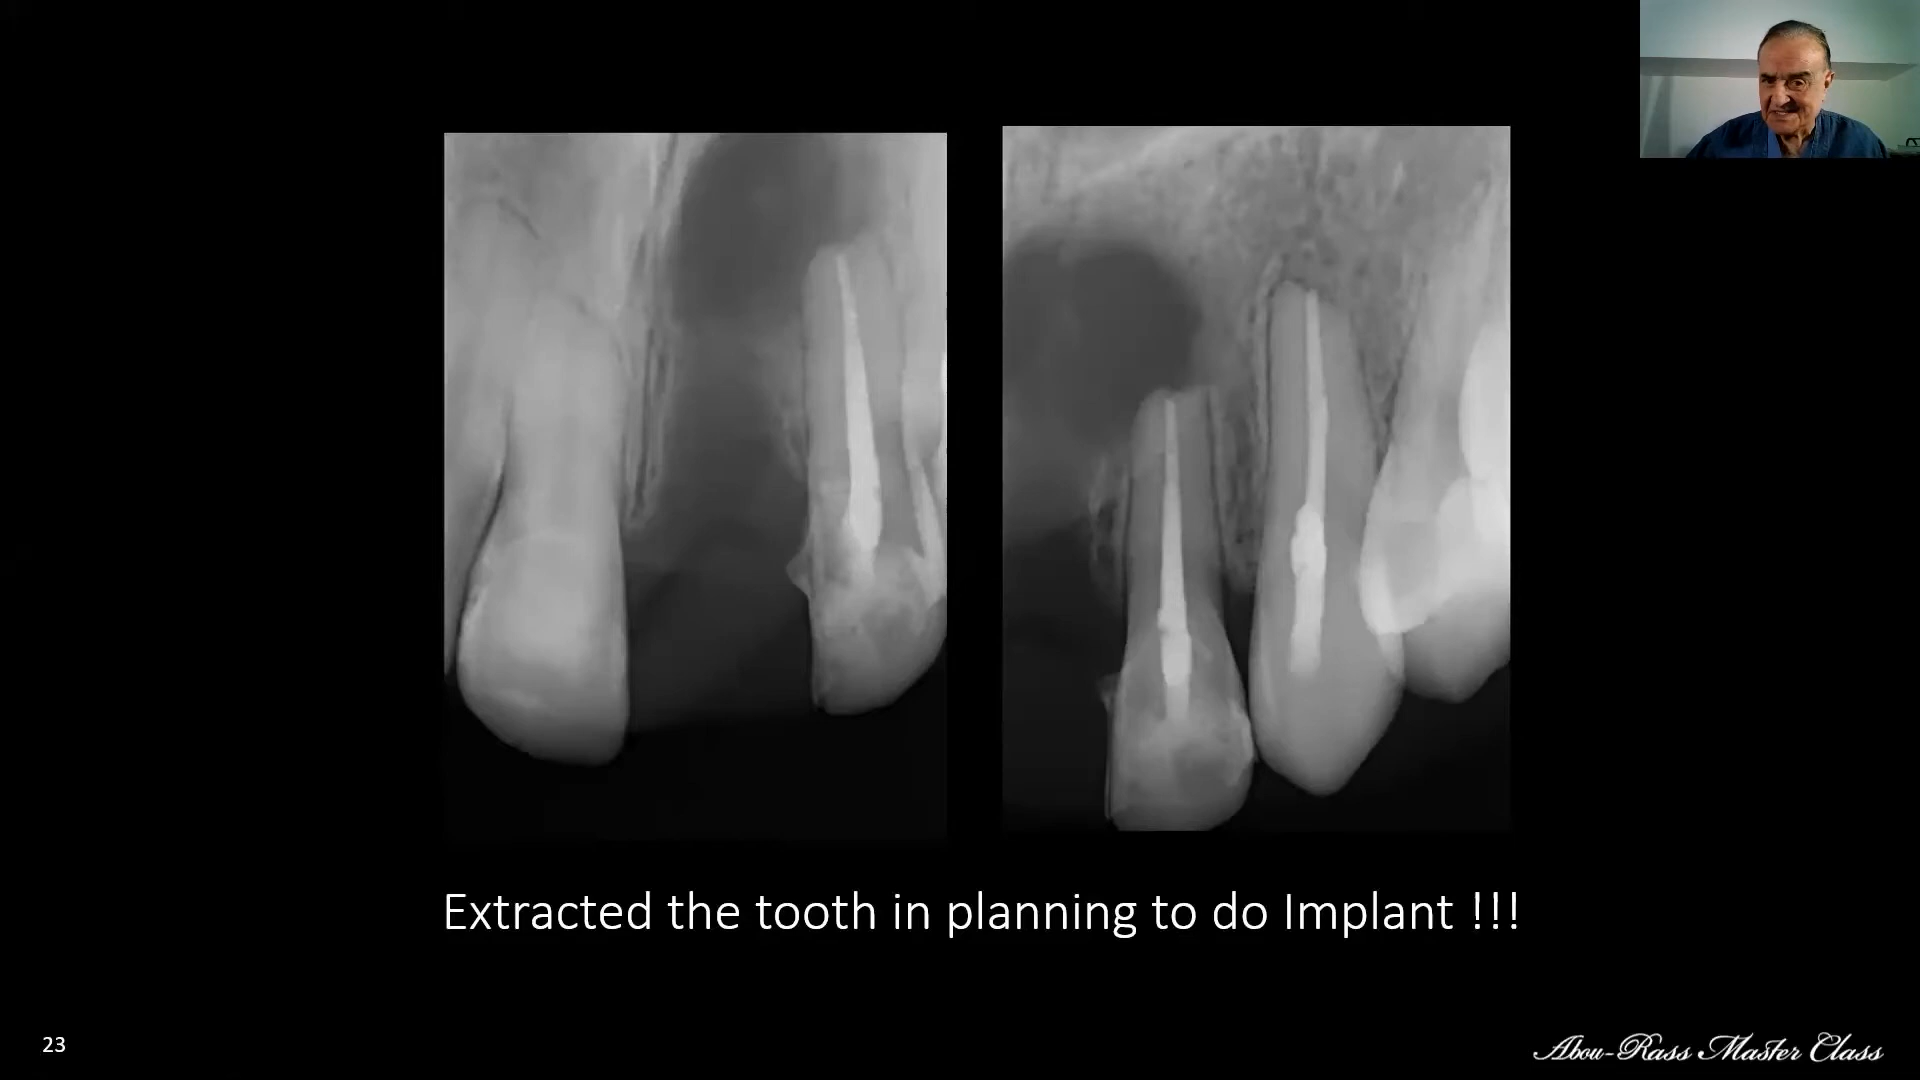 Extracted the tooth in planning to do Implant !!!
23
Abou-Rass Master Class